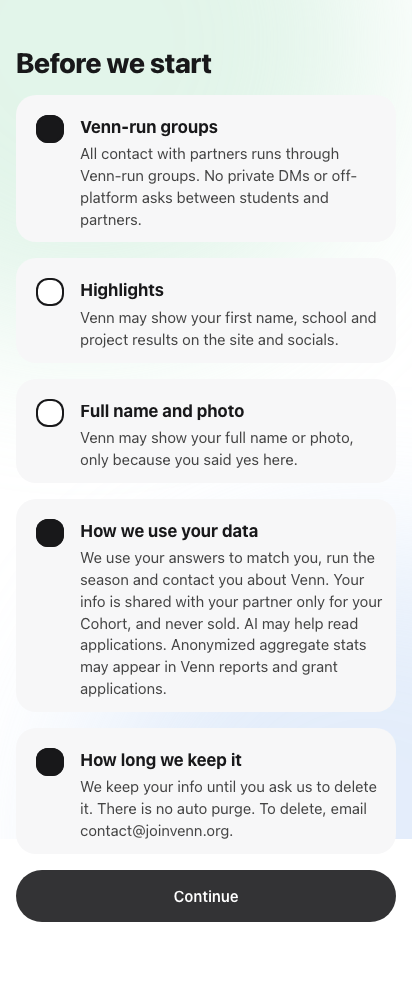 Before we start
Venn-run groups
All contact with partners runs through
Venn-run groups. No private DMs or off-
platform asks between students and
partners.
Highlights
Venn may show your first name, school and
project results on the site and socials.
Full name and photo
Venn may show your full name or photo,
only because you said yes here.
How we use your data
We use your answers to match you, run the
season and contact you about Venn. Your
info is shared with your partner only for your
Cohort, and never sold. AI may help read
applications. Anonymized aggregate stats
may appear in Venn reports and grant
applications.
How long we keep it
We keep your info until you ask us to delete
it. There is no auto purge. To delete, email
contact@joinvenn.org.
Continue